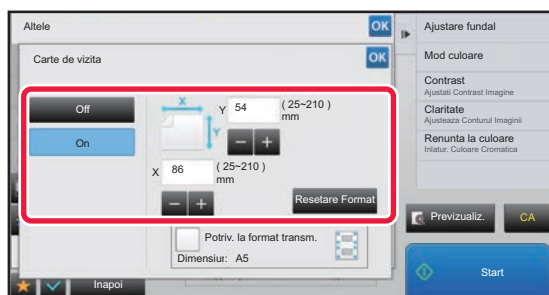 Altele
OK
Carte de vizita
OK
Off
On
X
Y
Y 54 ( 25~210 )
mm
X 86 ( 25~210 )
mm
Resetare Format
Potriv. la format transm.
Dimensiur: A5
Inapoi
Ajustare fundal
Mod culoare
Contrast
Ajustati Contrast Imagine
Claritate
Ajusteaza Conturul Imaginii
Renunta la culoare
Inlatur. Culoare Cromatica
Previzualiz.
CA
Start